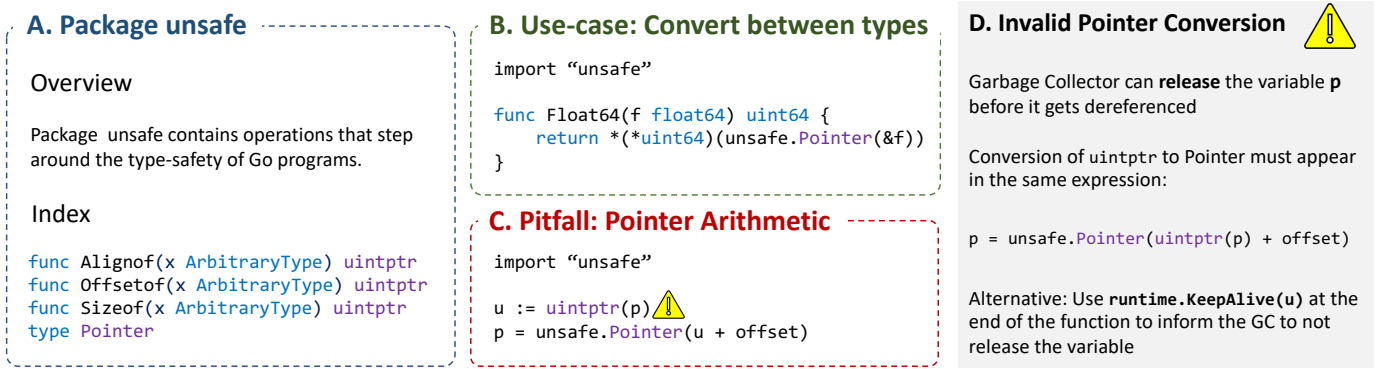 A. Package unsafe
Overview
Package unsafe contains operations that step
around the type-safety of Go programs.
Index
func Alignof(x ArbitraryType) uintptr
func Offsetof(x ArbitraryType) uintptr
func Sizeof(x ArbitraryType) uintptr
type Pointer
B. Use-case: Convert between types
import “unsafe”
func Float64(f float64) uint64 {
    return *(*uint64)(unsafe.Pointer(&f))
}
C. Pitfall: Pointer Arithmetic
import “unsafe”
u := uintptr(p)
p = unsafe.Pointer(u + offset)
D. Invalid Pointer Conversion
Garbage Collector can release the variable p
before it gets dereferenced
Conversion of uintptr to Pointer must appear
in the same expression:
p = unsafe.Pointer(uintptr(p) + offset)
Alternative: Use runtime.KeepAlive(u) at the
end of the function to inform the GC to not
release the variable